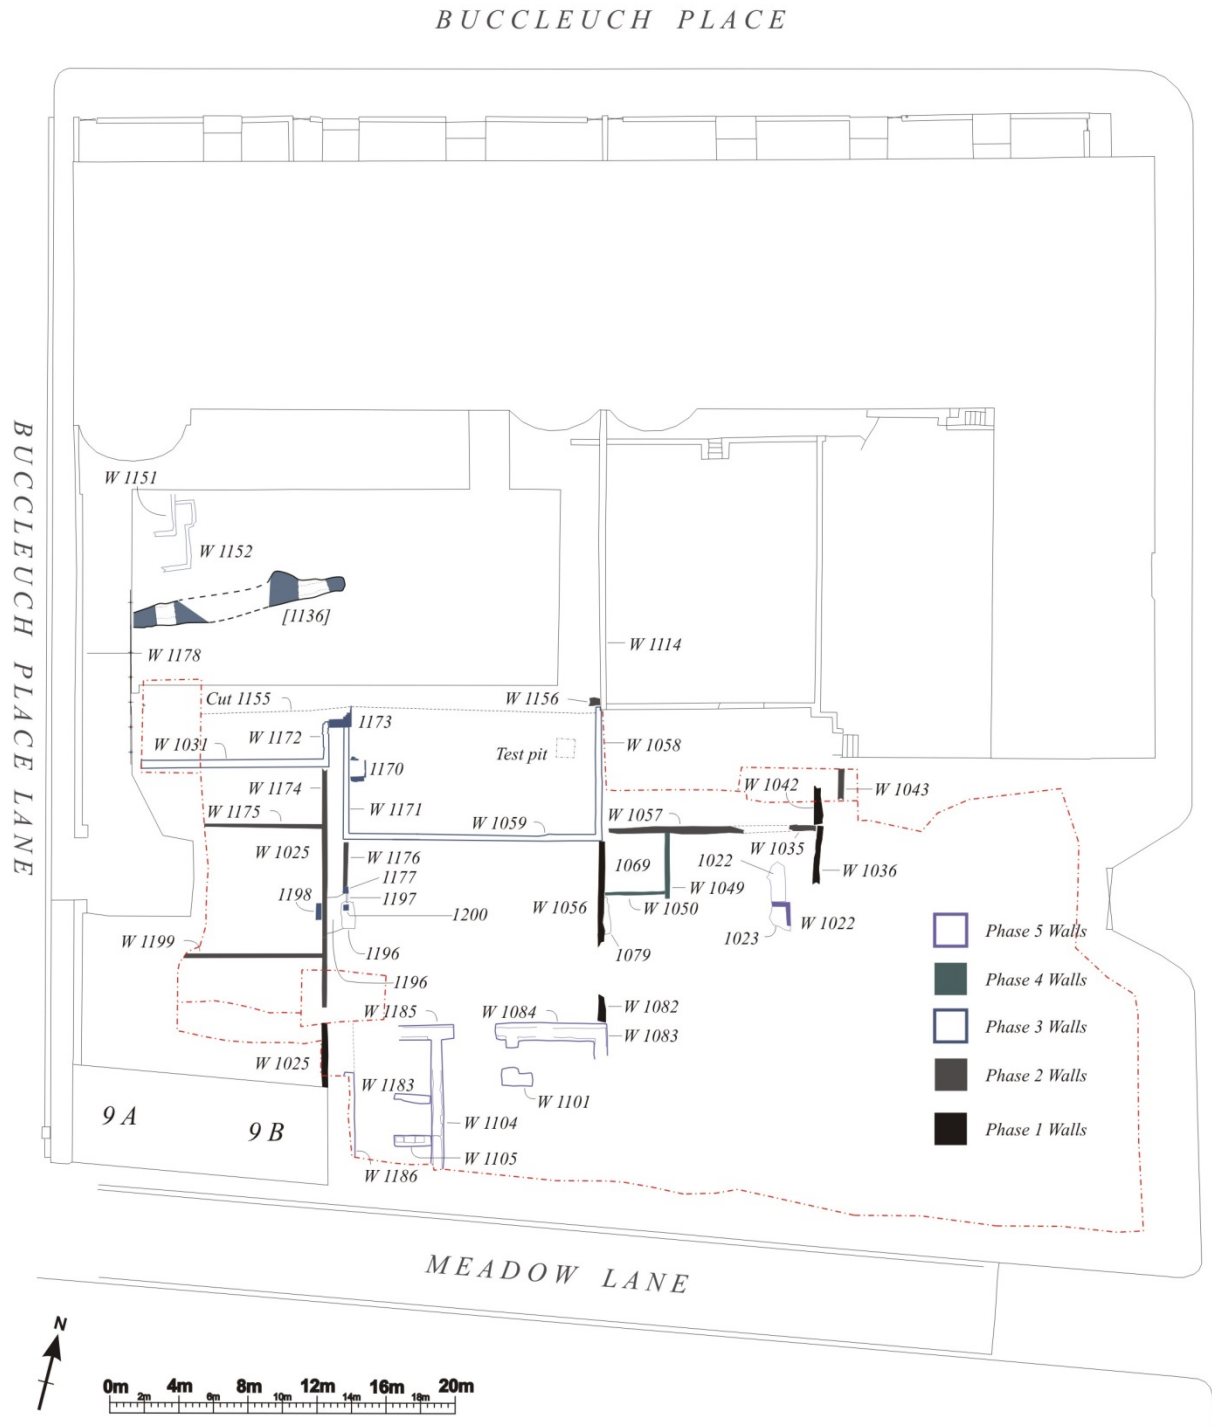 BUCCLEUCH PLACE
BUCCLEUCH PLACE LANE
W 1151
W 1152
[1136]
W 1178
W 1114
Cut 1155
W 1156
1173
W 1172
W 1031
W 1058
Test pit
1170
W 1174
W 1042
W 1043
W 1175
W 1171
W 1059
W 1057
W 1025
W 1176
1069
1022
W 1035
W 1036
1177
W 1049
1198
1197
W 1056
W 1050
1200
W 1022
W 1199
1023
1196
1079
1196
W 1185
W 1084
W 1082
W 1083
W 1025
W 1183
W 1101
W 1104
W 1105
W 1186
9 A
9 B
Phase 5 Walls
Phase 4 Walls
Phase 3 Walls
Phase 2 Walls
Phase 1 Walls
MEADOW LANE
N
0m 4m 8m 12m 16m 20m
2m 6m 10m 14m 18m